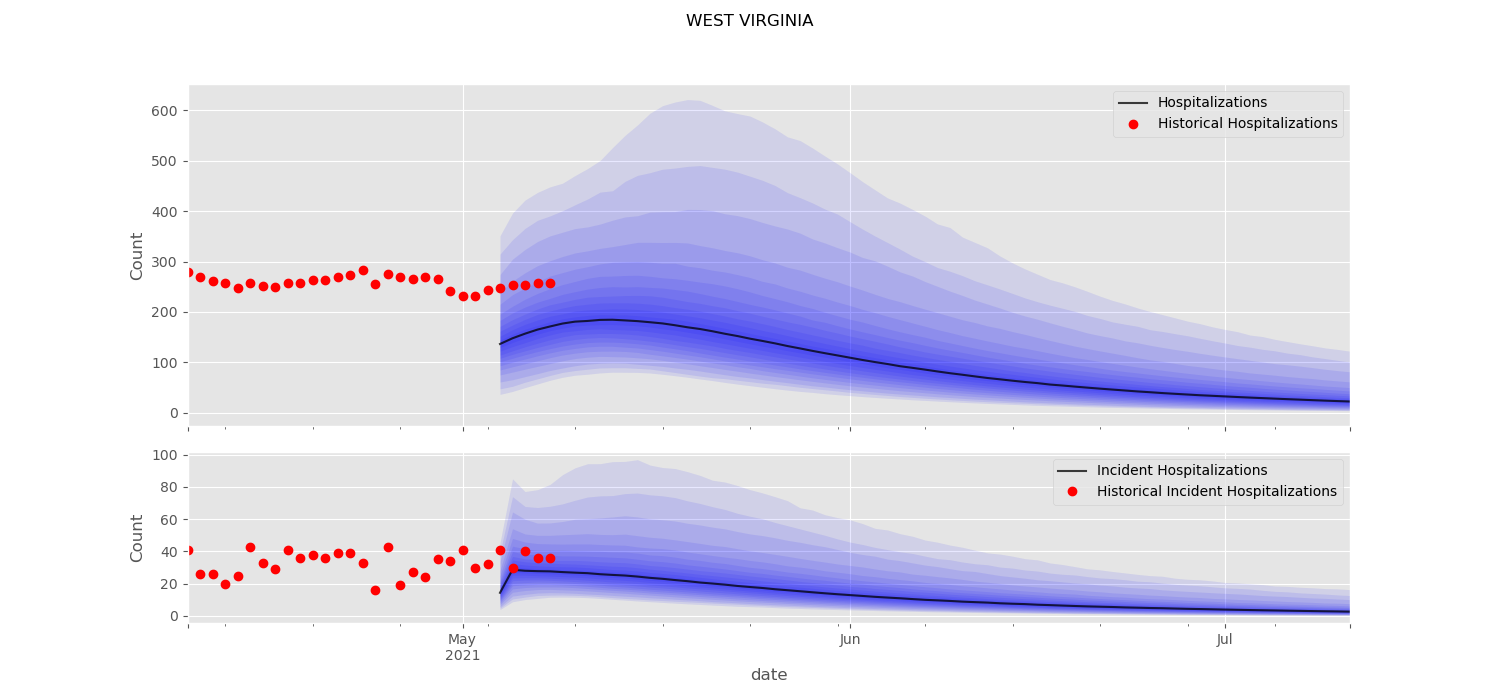 WEST VIRGINIA
600
500
400
300
200
100
0
Count
Hospitalizations
Historical Hospitalizations
100
80
60
40
20
0
Count
Incident Hospitalizations
Historical Incident Hospitalizations
May
2021
Jun
Jul
date